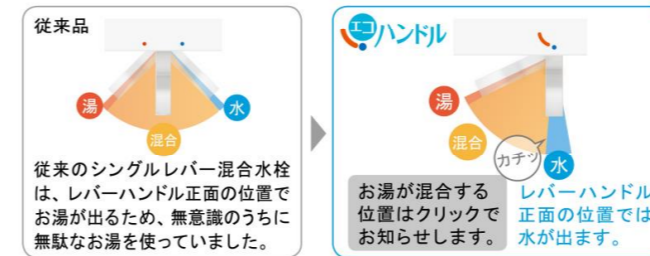 従来品
湯
水
混合
従来のシングルレバー混合水栓
は、レバーハンドル正面の位置で
お湯が出るため、無意識のうちに
無駄なお湯を使っていました。
エコハンドル
湯
混合
カチッ
水
お湯が混合する
位置はクリックで
お知らせします。
レバーハンドル
正面の位置では
水が出ます。